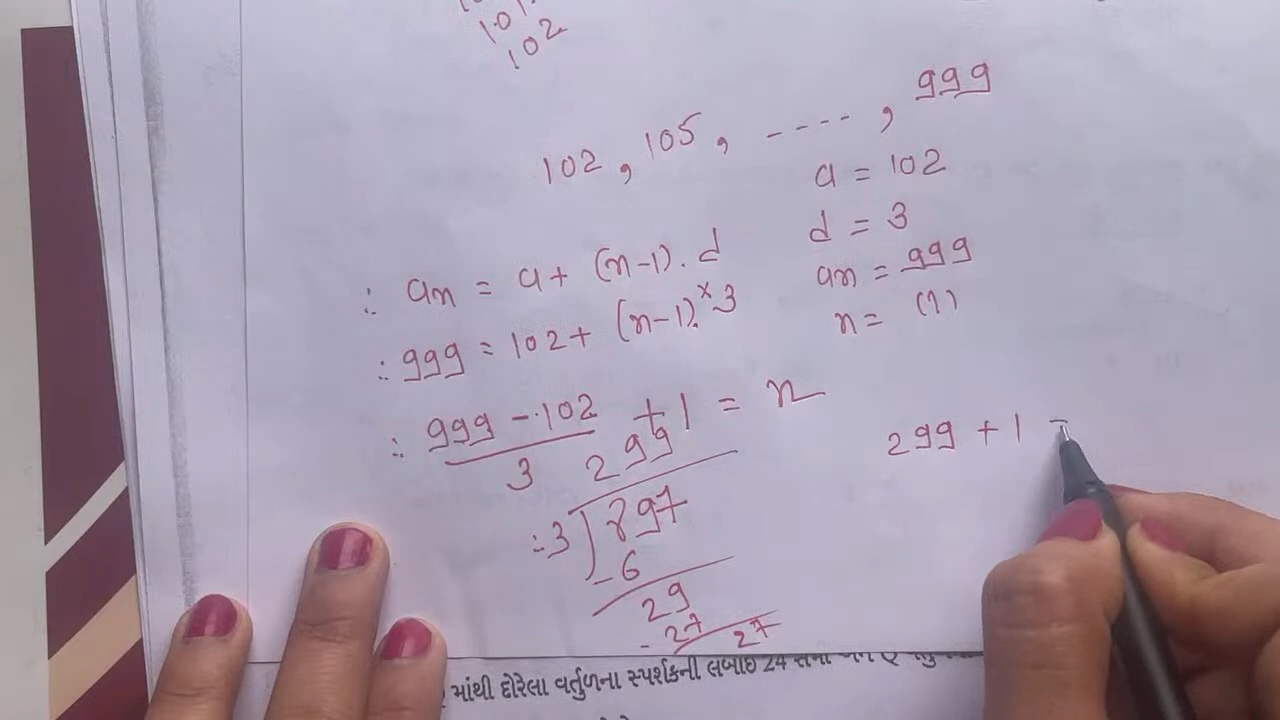 101
102
102 , 105 , ---- , 999
a = 102
d = 3
∴ an = a + (n-1) . d
an = 999
∴ 999 = 102 + (n-1).× 3
n = (?)
∴ 999 - 102 / 3 + 1 = n
299
299 + 1 =
∴ 3 ) 897
- 6
29
- 27
27
માંથી દોરેલા વર્તુળના સ્પર્શકની લંબાઇ 24